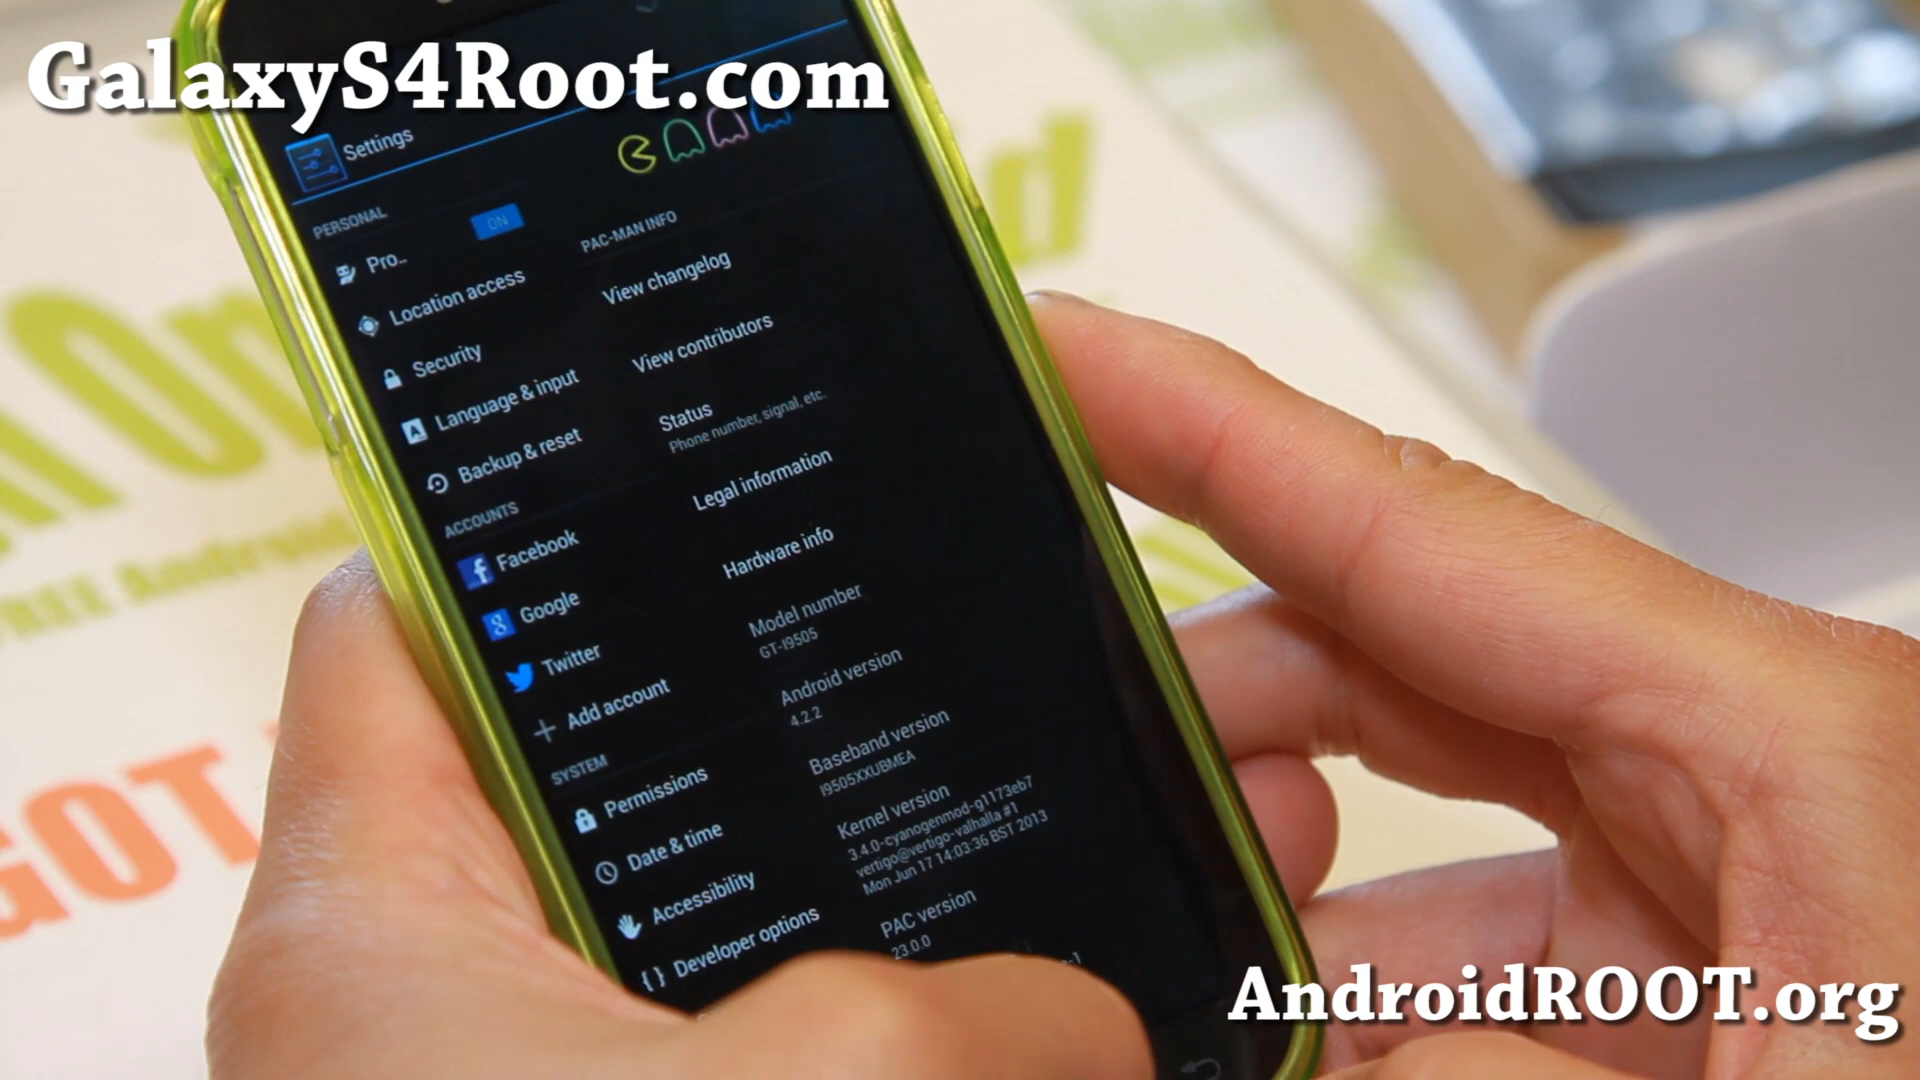 GalaxyS4Root.com
Settings
PERSONAL
Pro..
ON
Location access
Security
Language & input
Backup & reset
ACCOUNTS
Facebook
Google
Twitter
Add account
SYSTEM
Permissions
Date & time
Accessibility
{ } Developer options
PAC-MAN INFO
View changelog
View contributors
Status
Phone number, signal, etc.
Legal information
Hardware info
Model number
GT-I9505
Android version
4.2.2
Baseband version
I9505XXUBMEA
Kernel version
3.4.0-cyanogenmod-g1173eb7
vertigo@vertigo-valhalla #1
Mon Jun 17 14:03:36 BST 2013
PAC version
23.0.0
FREE Android
GOT
AndroidROOT.org